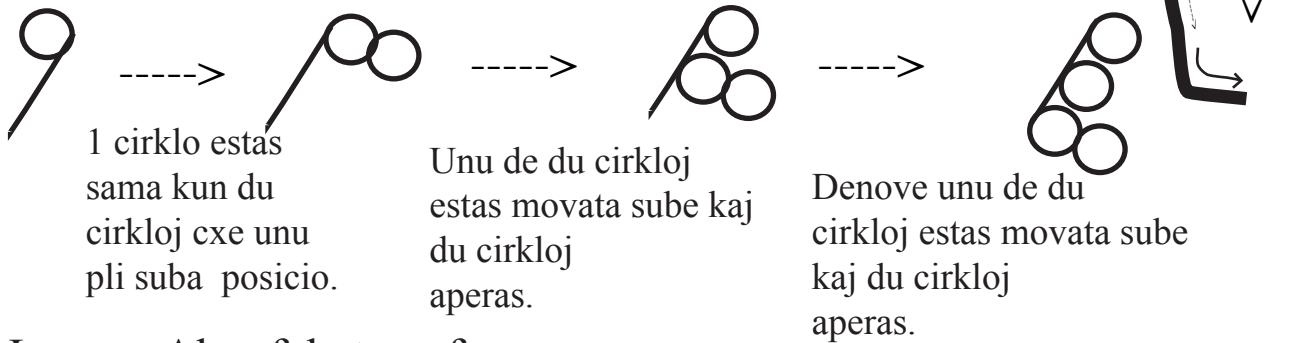 ----->
----->
----->
1 cirklo estas
sama kun du
cirkloj cxe unu
pli suba posicio.
Unu de du cirkloj
estas movata sube kaj
du cirkloj
aperas.
Denove unu de du
cirkloj estas movata sube
kaj du cirkloj
aperas.